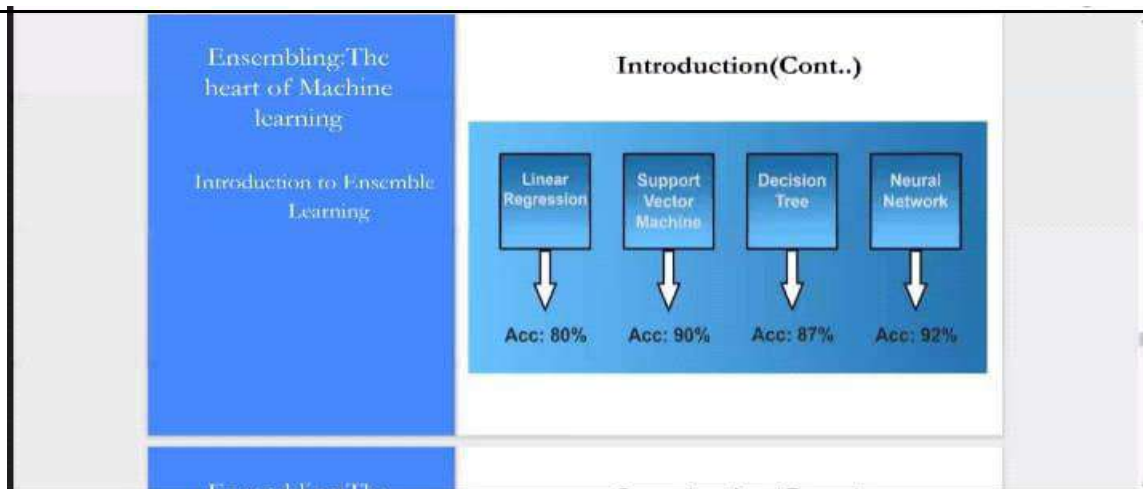 Ensembling:The
heart of Machine
learning
Introduction to Ensemble
Learning
Introduction(Cont..)
Linear
Regression
Support
Vector
Machine
Decision
Tree
Neural
Network
Acc: 80%
Acc: 90%
Acc: 87%
Acc: 92%